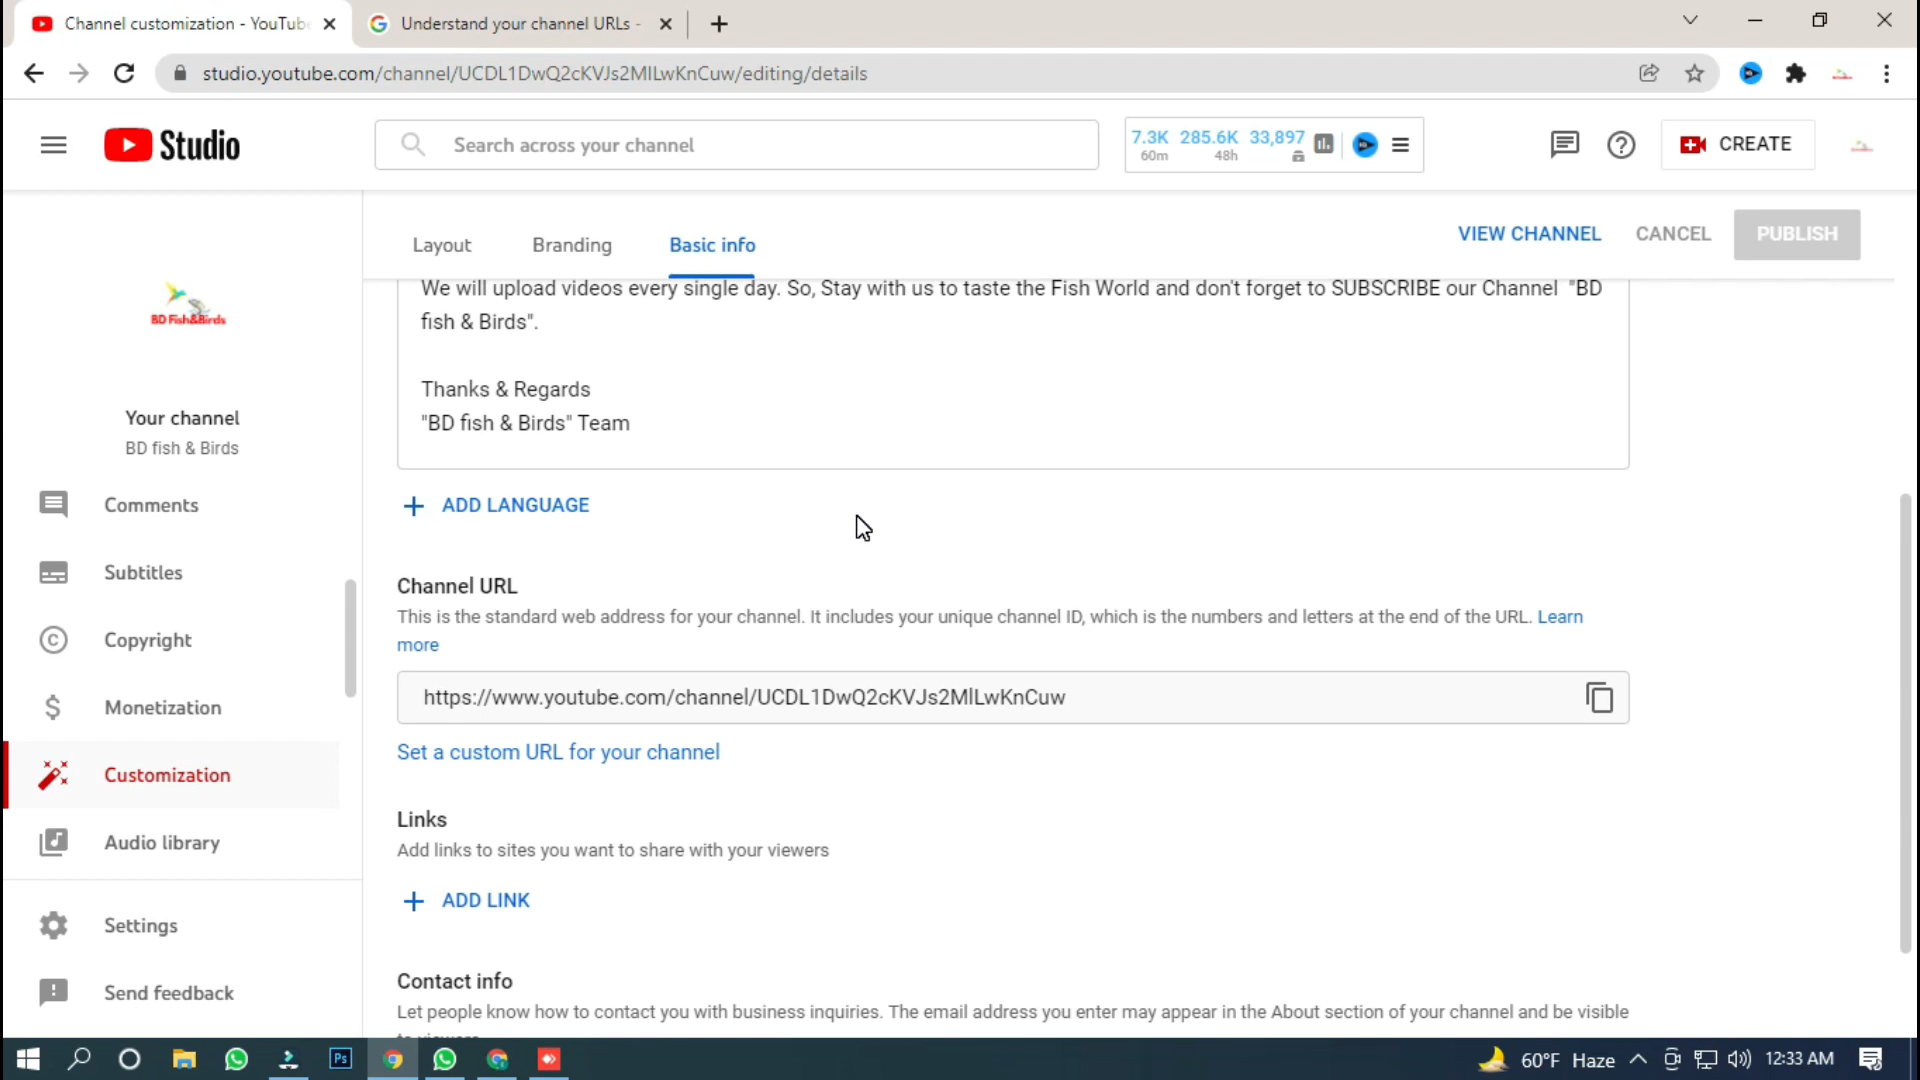 Channel customization - YouTube
Understand your channel URLs -
studio.youtube.com/channel/UCDL1DwQ2cKVJs2MlLwKnCuw/editing/details
Studio
Search across your channel
7.3K 285.6K 33,897
60m 48h
CREATE
Layout Branding Basic info
VIEW CHANNEL CANCEL PUBLISH
BD Fish&Birds
Your channel
BD fish & Birds
Comments
Subtitles
Copyright
Monetization
Customization
Audio library
Settings
Send feedback
We will upload videos every single day. So, Stay with us to taste the Fish World and don't forget to SUBSCRIBE our Channel "BD
fish & Birds".
Thanks & Regards
"BD fish & Birds" Team
ADD LANGUAGE
Channel URL
This is the standard web address for your channel. It includes your unique channel ID, which is the numbers and letters at the end of the URL. Learn
more
https://www.youtube.com/channel/UCDL1DwQ2cKVJs2MlLwKnCuw
Set a custom URL for your channel
Links
Add links to sites you want to share with your viewers
ADD LINK
Contact info
Let people know how to contact you with business inquiries. The email address you enter may appear in the About section of your channel and be visible
Ps
60°F Haze
12:33 AM